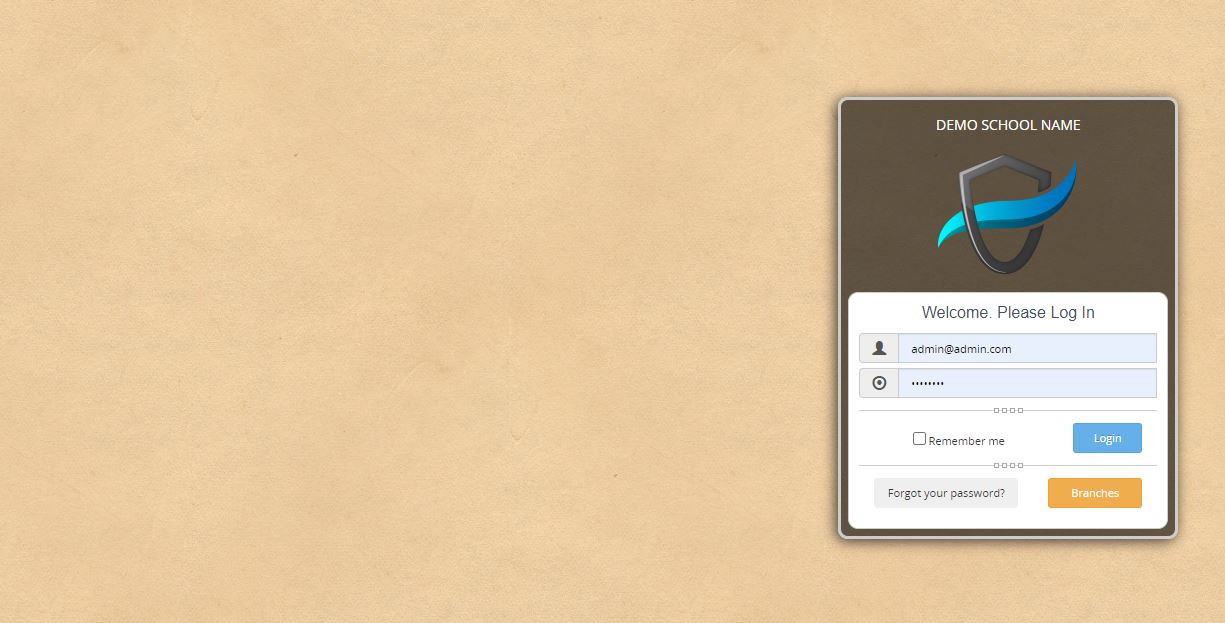 DEMO SCHOOL NAME
Welcome. Please Log In
admin@admin.com
••••••••
Remember me
Login
Forgot your password?
Branches